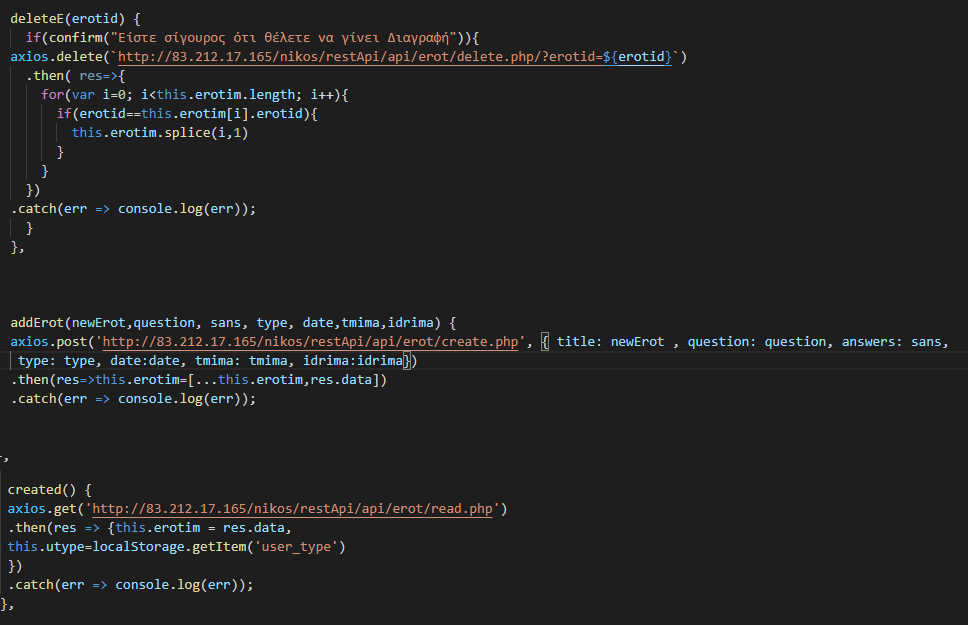 deleteE(erotid) {
if(confirm("Είστε σίγουρος ότι θέλετε να γίνει Διαγραφή")){
axios.delete(`http://83.212.17.165/nikos/restApi/api/erot/delete.php/?erotid=${erotid}`)
.then( res=>{
for(var i=0; i<this.erotim.length; i++){
if(erotid==this.erotim[i].erotid){
this.erotim.splice(i,1)
}
}
})
.catch(err => console.log(err));
}
},
addErot(newErot,question, sans, type, date,tmima,idrima) {
axios.post('http://83.212.17.165/nikos/restApi/api/erot/create.php', { title: newErot , question: question, answers: sans,
type: type, date:date, tmima: tmima, idrima:idrima})
.then(res=>this.erotim=[...this.erotim,res.data])
.catch(err => console.log(err));
,
created() {
axios.get('http://83.212.17.165/nikos/restApi/api/erot/read.php')
.then(res => {this.erotim = res.data,
this.utype=localStorage.getItem('user_type')
})
.catch(err => console.log(err));
},